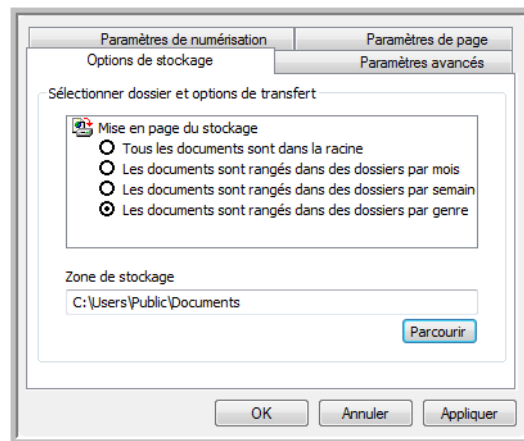 Paramètres de numérisation
Paramètres de page
Options de stockage
Paramètres avancés
Sélectionner dossier et options de transfert
Mise en page du stockage
Tous les documents sont dans la racine
Les documents sont rangés dans des dossiers par mois
Les documents sont rangés dans des dossiers par semain
Les documents sont rangés dans des dossiers par genre
Zone de stockage
C:\Users\Public\Documents
Parcourir
OK
Annuler
Appliquer